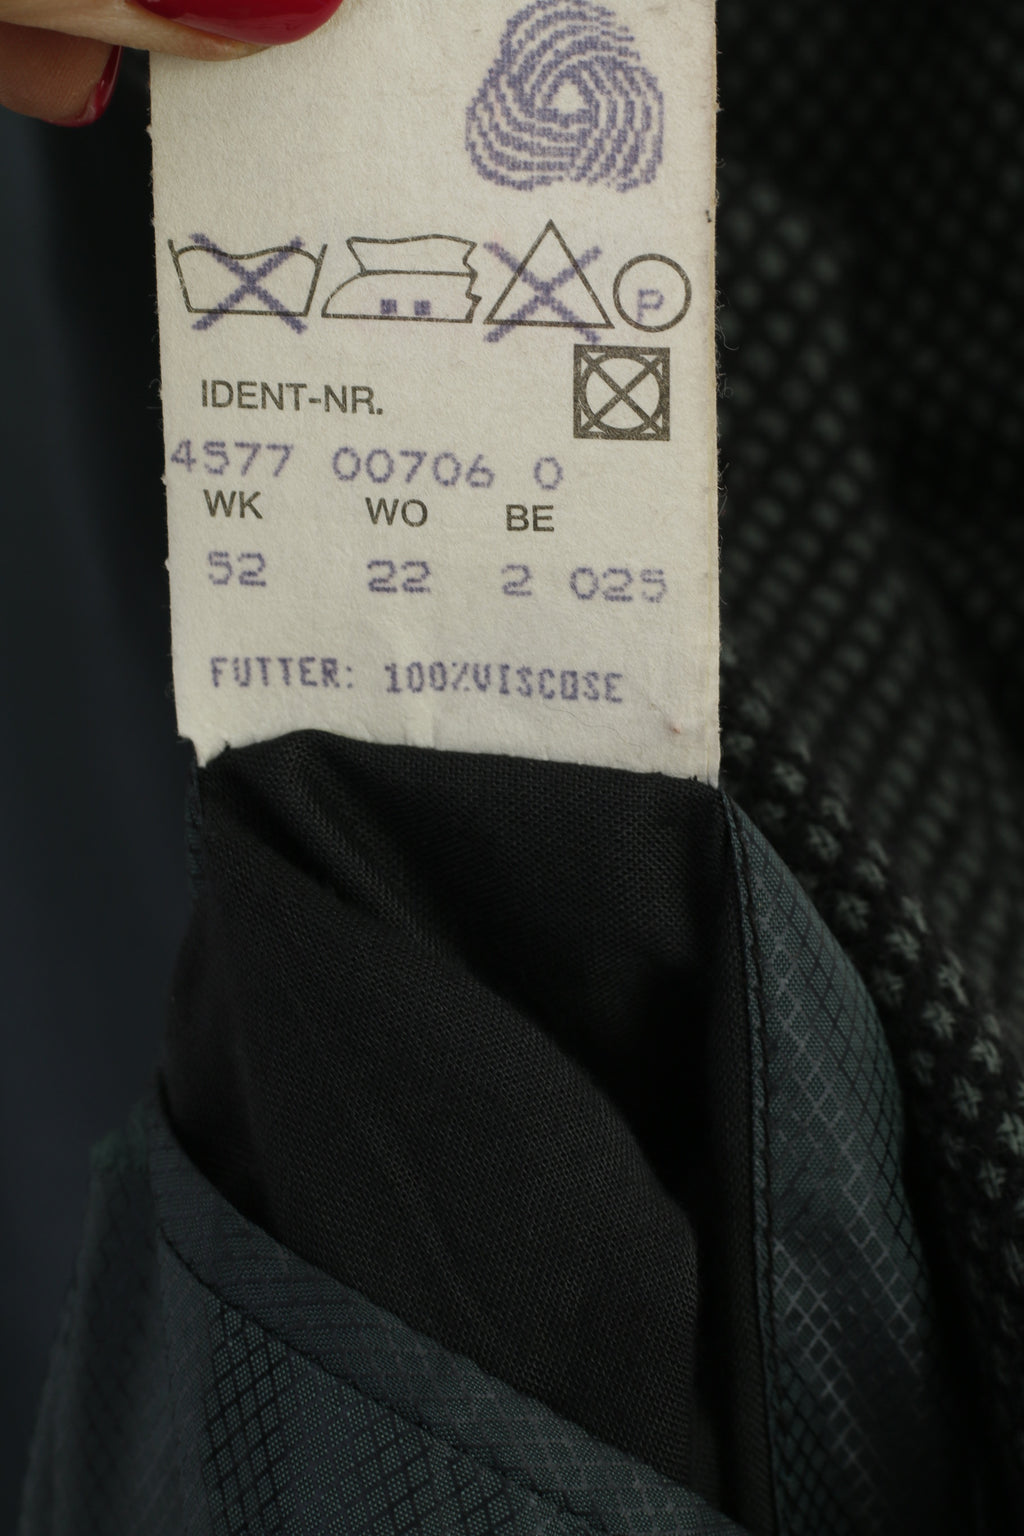 P
IDENT-NR.
4577 00706 0
WK WO BE
52 22 2 025
FUTTER: 100%VISCOSE